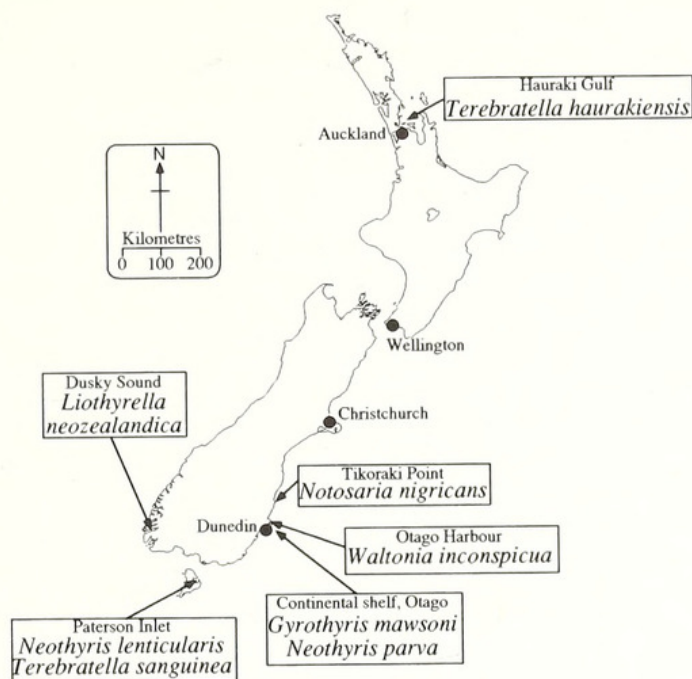 Hauraki Gulf
Terebratella haurakiensis
Auckland
N
Kilometres
0 100 200
Wellington
Dusky Sound
Liothyrella
neozealandica
Christchurch
Tikoraki Point
Notosaria nigricans
Dunedin
Otago Harbour
Waltonia inconspicua
Paterson Inlet
Neothyris lenticularis
Terebratella sanguinea
Continental shelf, Otago
Gyrothyris mawsoni
Neothyris parva